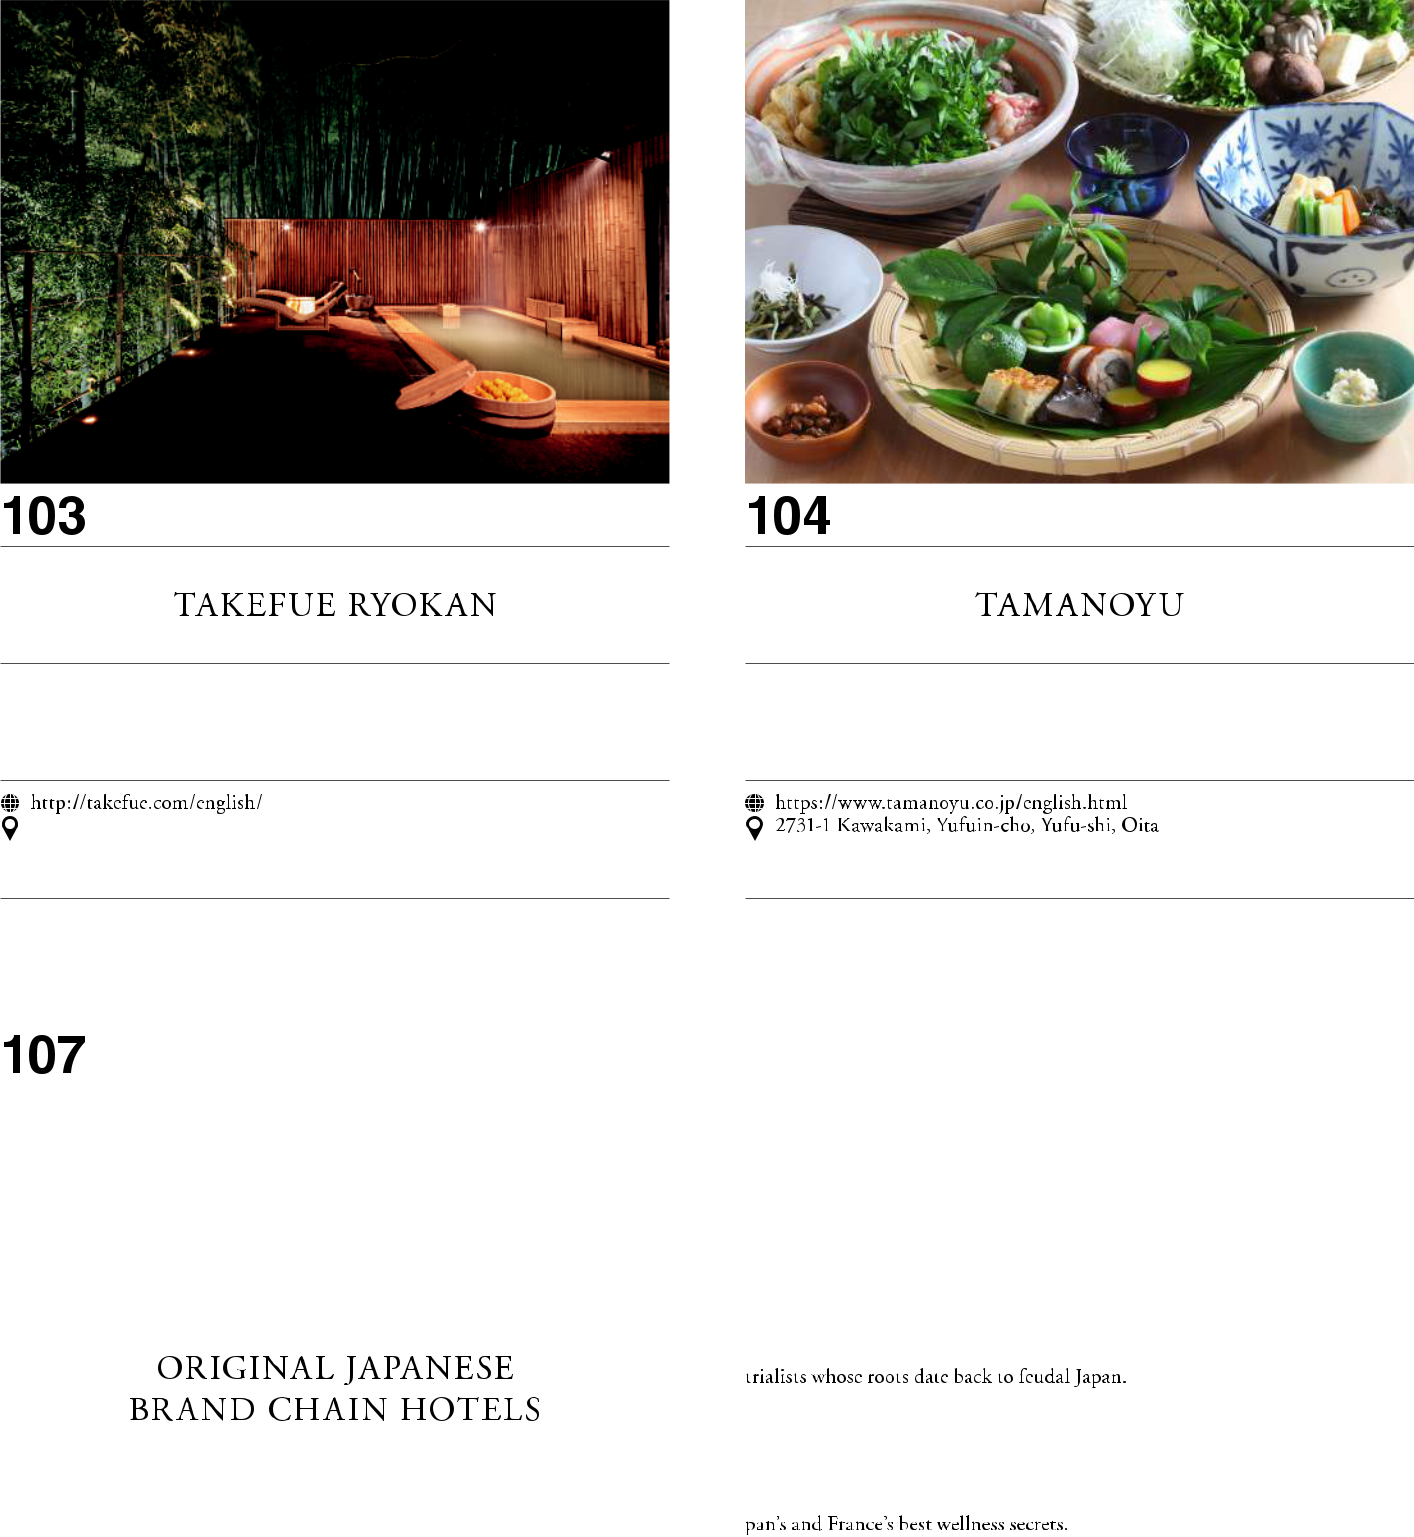 103
TAKEFUE RYOKAN
http://takefue.com/english/
104
TAMANOYU
https://www.tamanoyu.co.jp/english.html
2731-1 Kawakami, Yufuin-cho, Yufu-shi, Oita
107
ORIGINAL JAPANESE
BRAND CHAIN HOTELS
trialists whose roots date back to feudal Japan.
pan’s and France’s best wellness secrets.